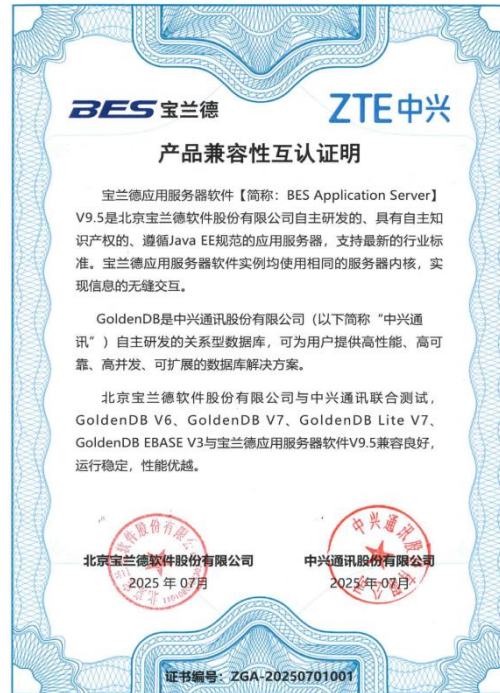 BES 宝兰德
ZTE中兴
产品兼容性互认证明
宝兰德应用服务器软件【简称：BES Application Server】
V9.5是北京宝兰德软件股份有限公司自主研发的、具有自主知
识产权的、遵循Java EE规范的应用服务器，支持最新的行业标
准。宝兰德应用服务器软件实例均使用相同的服务器内核，实
现信息的无缝交互。
GoldenDB是中兴通讯股份有限公司（以下简称“中兴通
讯”）自主研发的关系型数据库，可为用户提供高性能、高可
靠、高并发、可扩展的数据库解决方案。
北京宝兰德软件股份有限公司与中兴通讯联合测试，
GoldenDB V6、GoldenDB V7、GoldenDB Lite V7、
GoldenDB EBASE V3与宝兰德应用服务器软件V9.5兼容良好，
运行稳定，性能优越。
北京宝兰德软件股份有限公司
2025 年 07月
中兴通讯股份有限公司
2025年 07月
证书编号：ZGA-20250701001